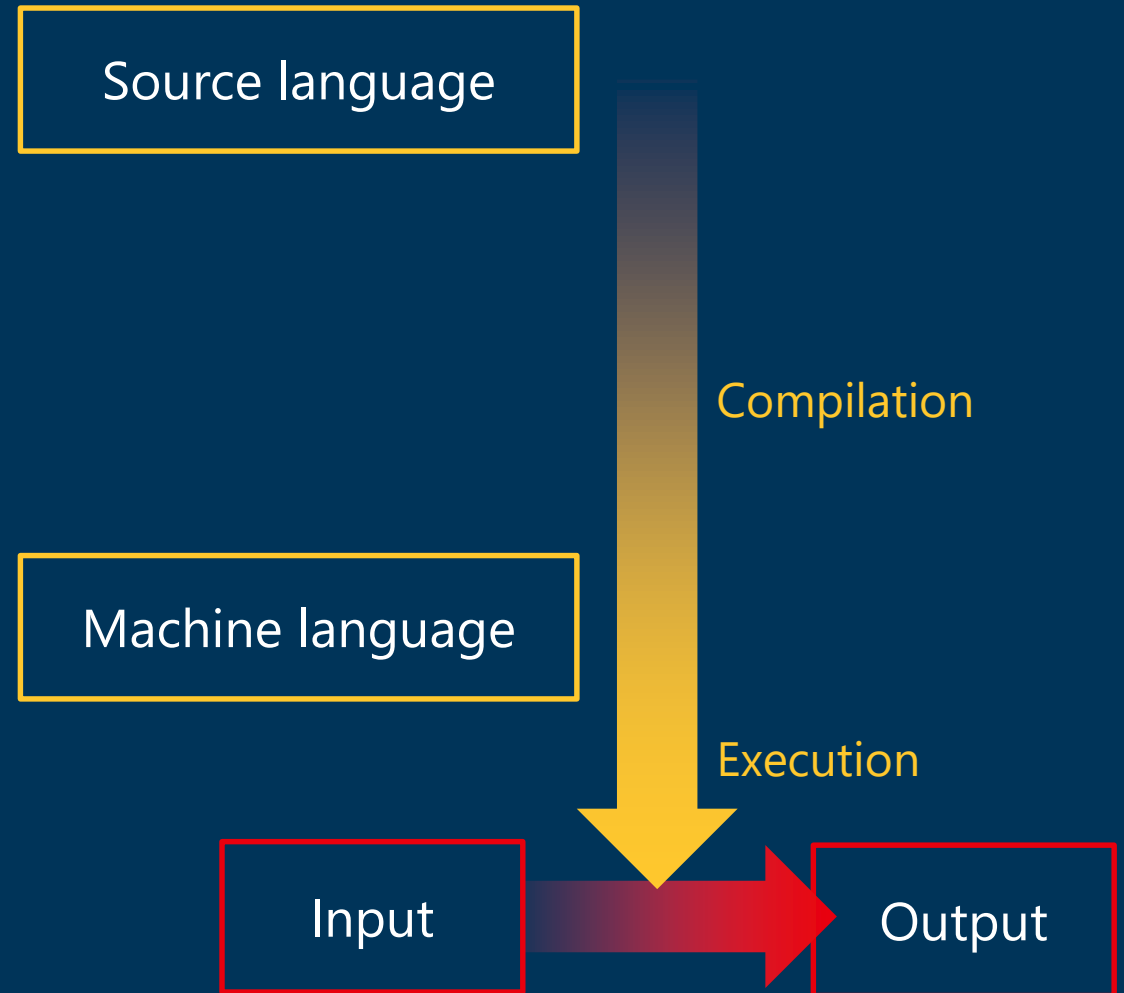 Source language
Compilation
Machine language
Execution
Input
Output